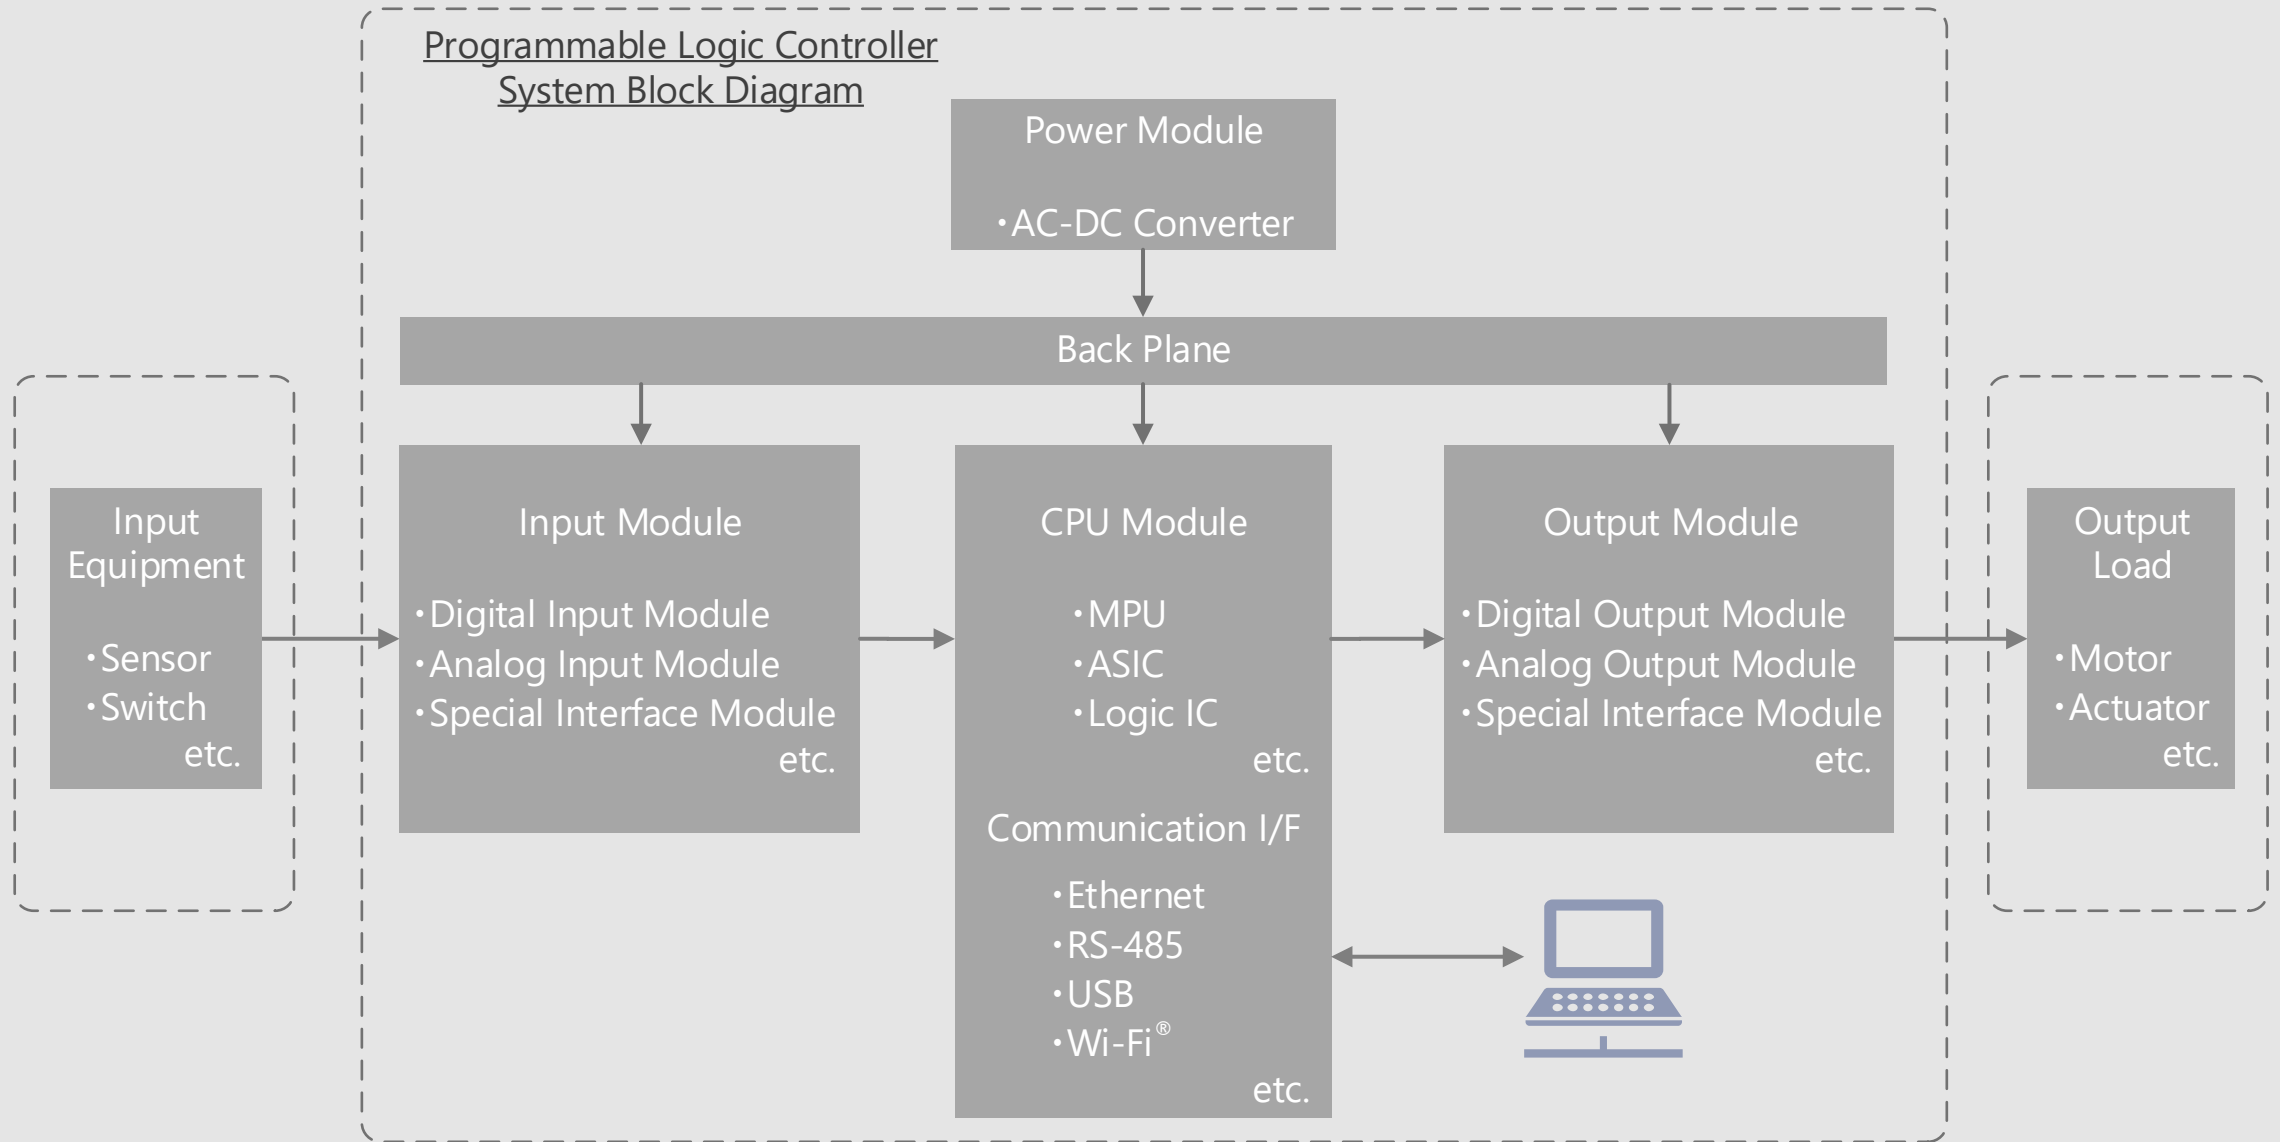 Programmable Logic Controller
System Block Diagram
Power Module
・AC-DC Converter
Back Plane
Input
Equipment
・Sensor
・Switch
etc.
Input Module
・Digital Input Module
・Analog Input Module
・Special Interface Module
etc.
CPU Module
・MPU
・ASIC
・Logic IC
etc.
Communication I/F
・Ethernet
・RS-485
・USB
・Wi-Fi®
etc.
Output Module
・Digital Output Module
・Analog Output Module
・Special Interface Module
etc.
Output
Load
・Motor
・Actuator
etc.